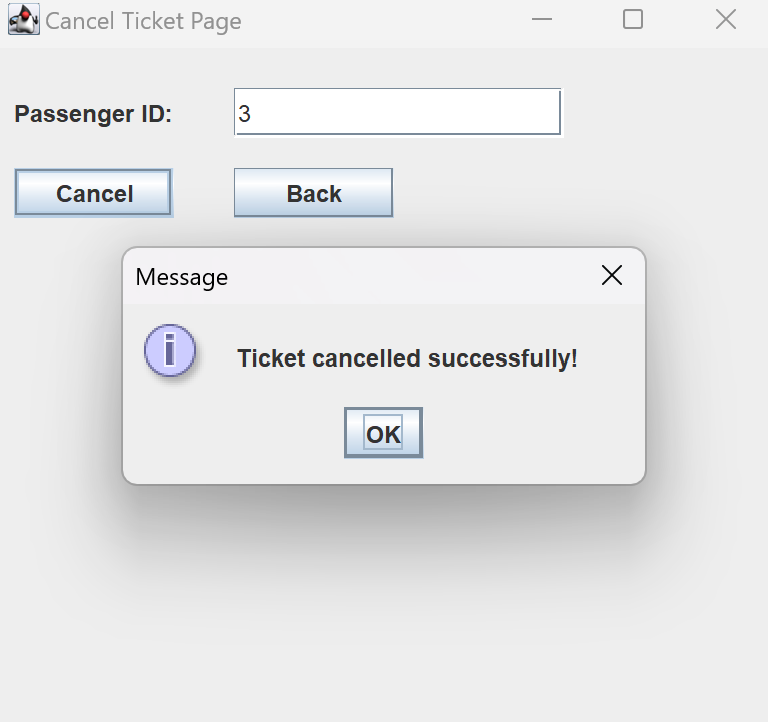 Cancel Ticket Page
Passenger ID: 3
Cancel Back
Message
Ticket cancelled successfully!
OK